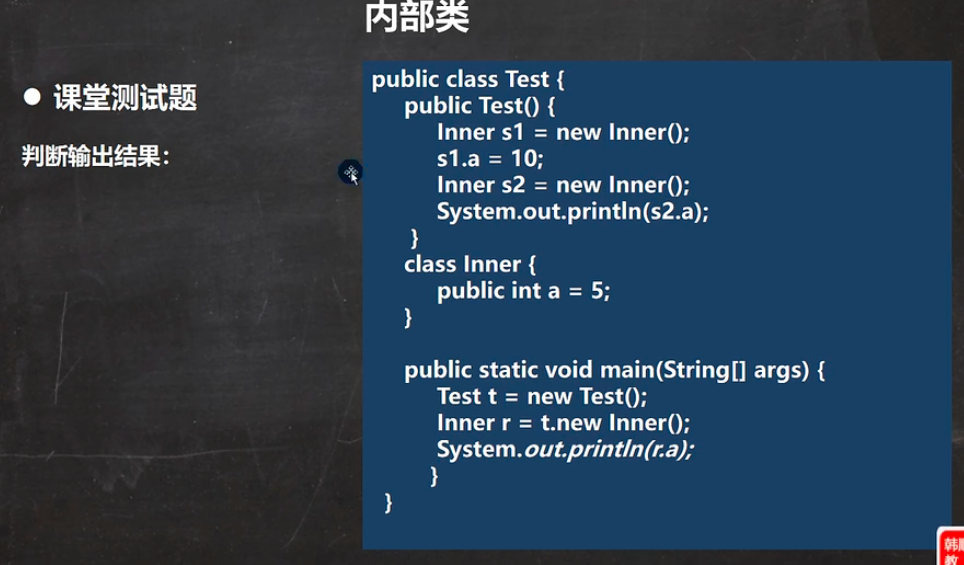 内部类
● 课堂测试题
判断输出结果：
public class Test {
public Test() {
Inner s1 = new Inner();
s1.a = 10;
Inner s2 = new Inner();
System.out.println(s2.a);
}
class Inner {
public int a = 5;
}
public static void main(String[] args) {
Test t = new Test();
Inner r = t.new Inner();
System.out.println(r.a);
}
}
韩顺
教